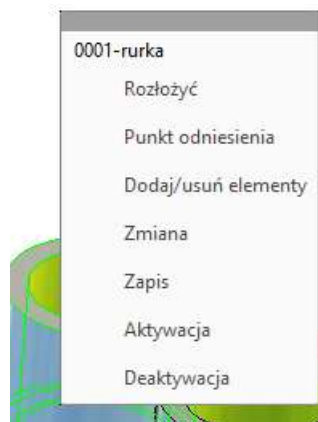 0001-rurka
Rozłożyć
Punkt odniesienia
Dodaj/usuń elementy
Zmiana
Zapis
Aktywacja
Deaktywacja